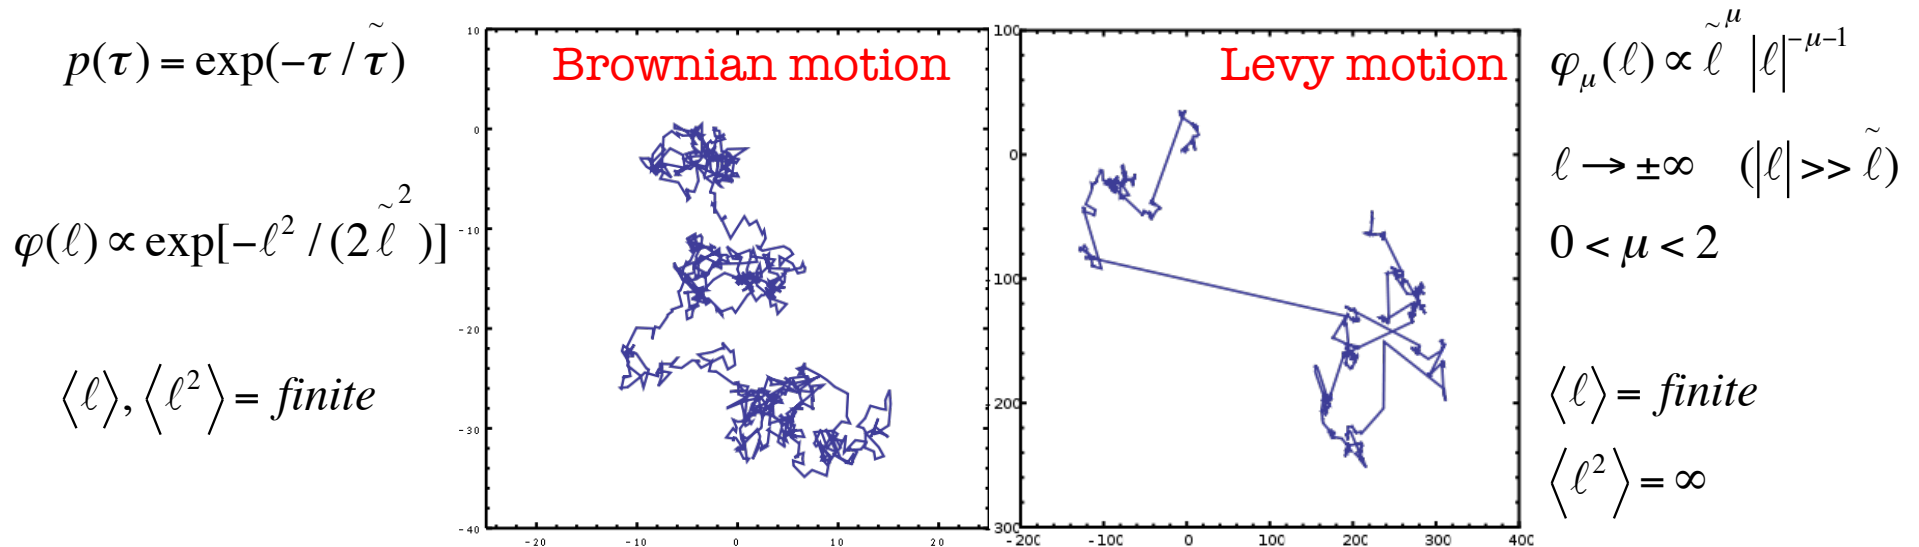 p(τ) = exp(−τ / τ̃)
φ(ℓ) ∝ exp[−ℓ² / (2 ℓ̃²)]
⟨ℓ⟩, ⟨ℓ²⟩ = finite
Brownian motion
10
0
-10
-20
-30
-40
-20 -10 0 10 20
Levy motion
100
0
100
200
300
-200 -100 0 100 200 300 400
φμ(ℓ) ∝ ℓ̃^μ |ℓ|^−μ−1
ℓ → ±∞ (|ℓ| >> ℓ̃)
0 < μ < 2
⟨ℓ⟩ = finite
⟨ℓ²⟩ = ∞